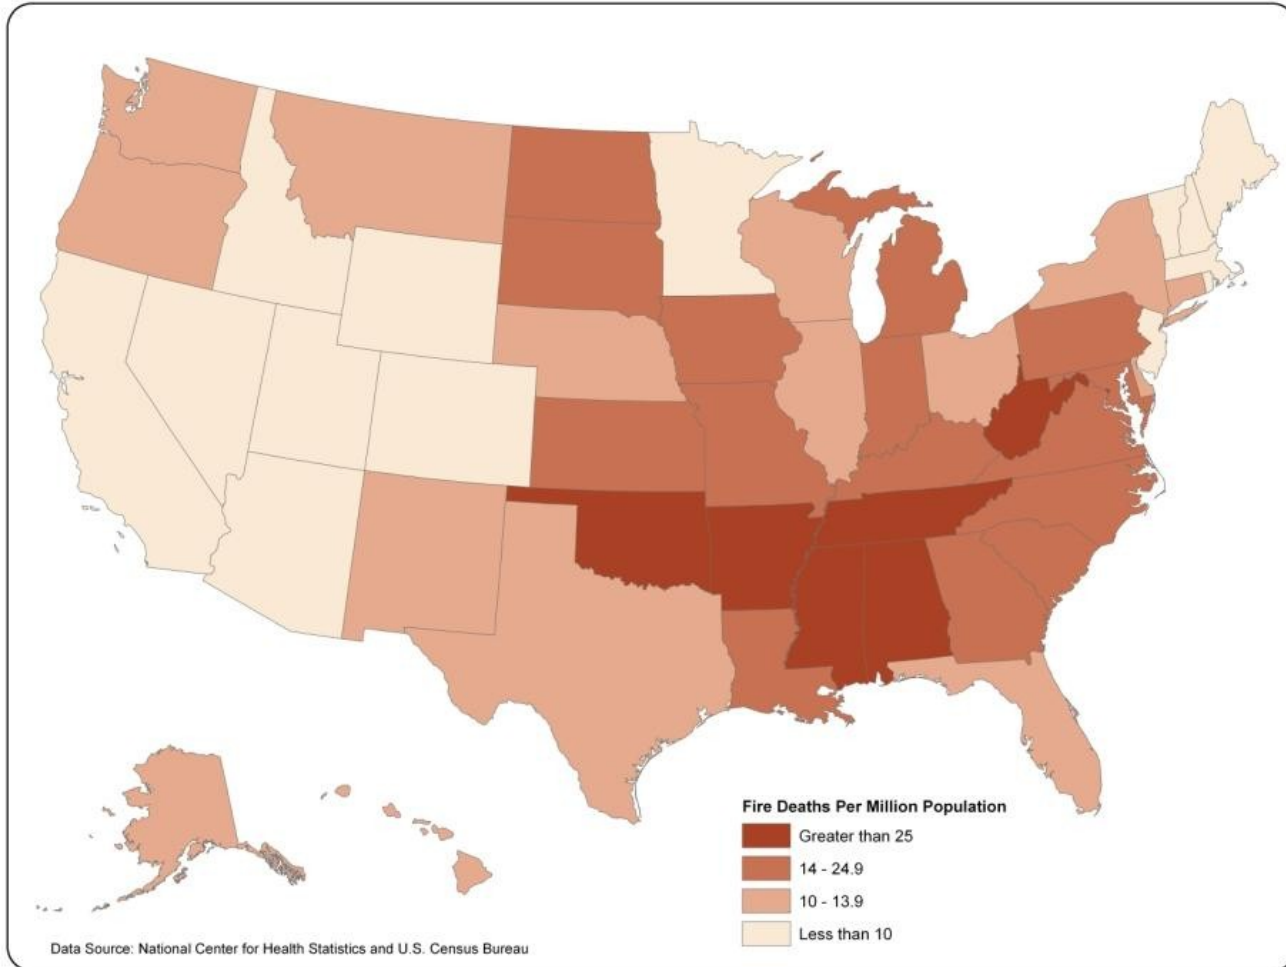 Fire Deaths Per Million Population
Greater than 25
14 - 24.9
10 - 13.9
Less than 10
Data Source: National Center for Health Statistics and U.S. Census Bureau